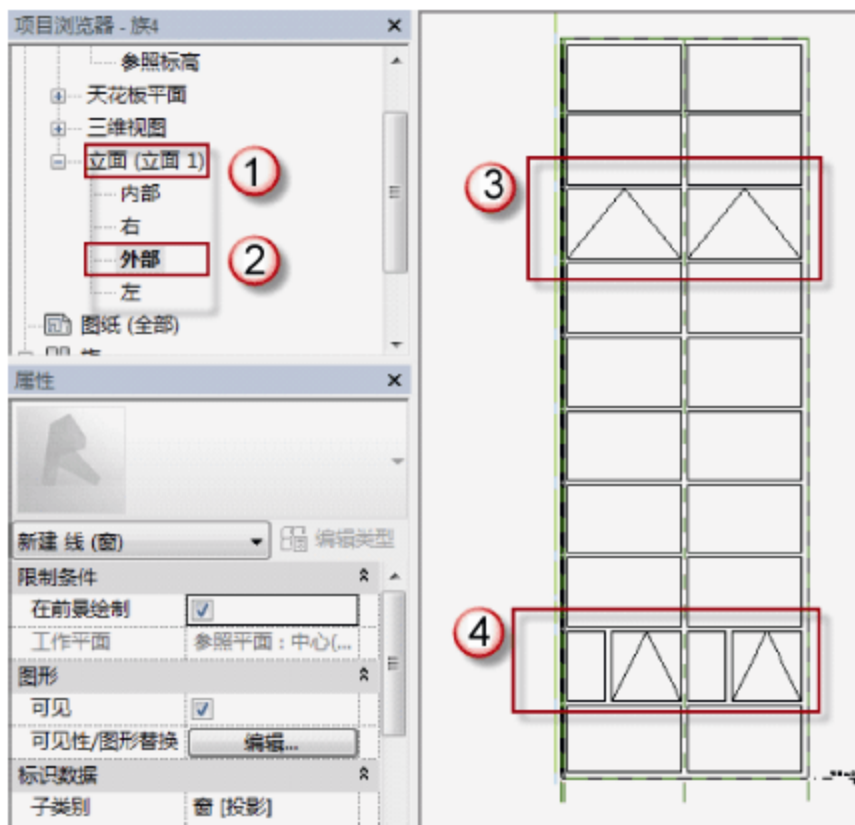 项目浏览器 - 族4
参照标高
天花板平面
三维视图
立面 (立面 1)
内部
右
外部
左
图纸 (全部)
族
属性
新建 线 (窗)
编辑类型
限制条件
在前景绘制
工作平面 参照平面：中心(...
图形
可见
可见性/图形替换 编辑...
标识数据
子类别 窗 [投影]
1
2
3
4